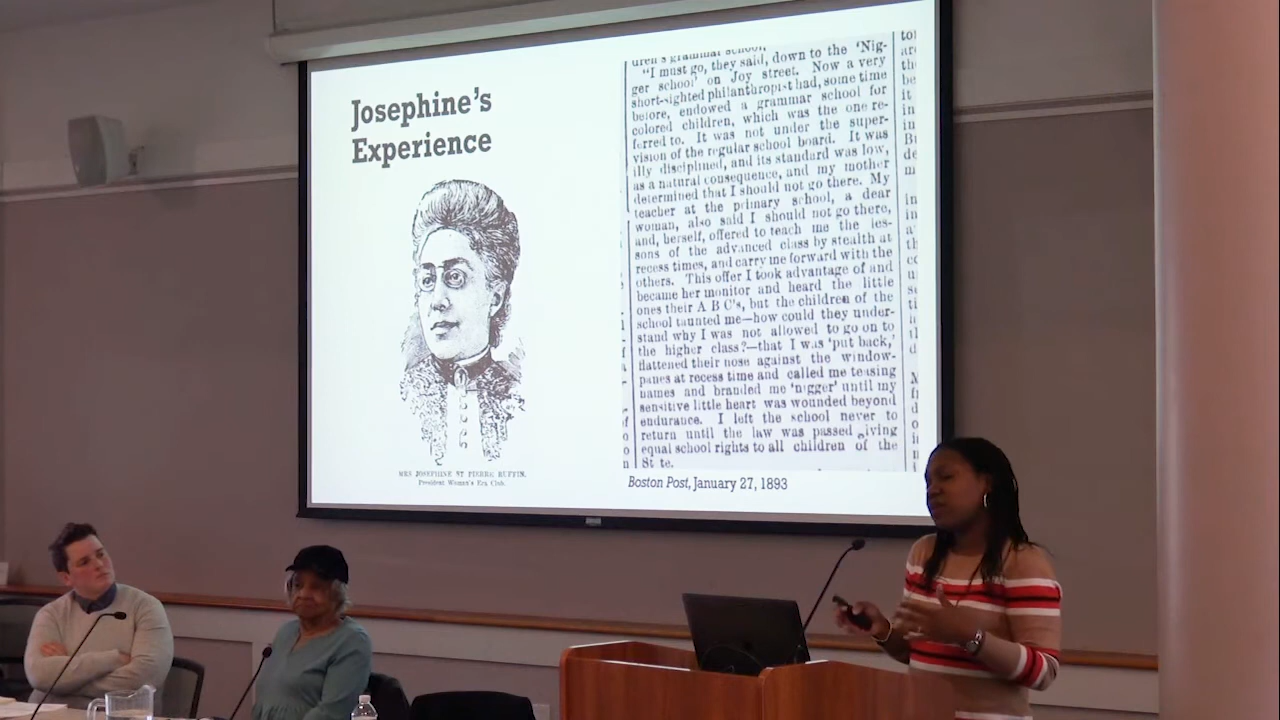 Josephine's
Experience
MRS JOSEPHINE ST PIERRE RUFFIN.
President Woman's Era Club.
dren's grammar school,
"I must go, they said, down to the 'Nig-
ger school' on Joy street. Now a very
short-sighted philanthropist had, some time
before, endowed a grammar school for
colored children, which was the one re-
ferred to. It was not under the super-
vision of the regular school board. It was
illy disciplined, and its standard was low,
as a natural consequence, and my mother
determined that I should not go there. My
teacher at the primary school, a dear
woman, also said I should not go there,
and, herself, offered to teach me the les-
sons of the advanced class by stealth at
recess times, and carry me forward with the
others. This offer I took advantage of and
became her monitor and heard the little
ones their A B C's, but the children of the
school taunted me—how could they under-
stand why I was not allowed to go on to
the higher class?—that I was 'put back,'
flattened their nose against the window-
panes at recess time and called me teasing
names and branded me 'nigger' until my
sensitive little heart was wounded beyond
endurance. I left the school never to
return until the law was passed giving
equal school rights to all children of the
St te.
Boston Post, January 27, 1893